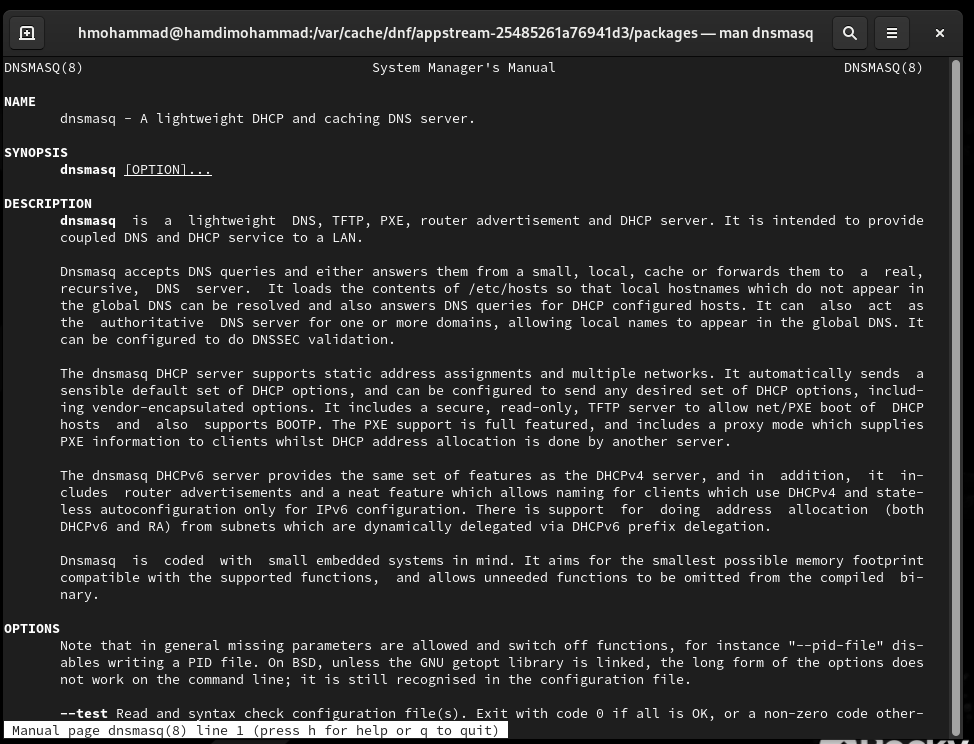 hmohammad@hamdimohammad:/var/cache/dnf/appstream-25485261a76941d3/packages — man dnsmasq
DNSMASQ(8) System Manager's Manual DNSMASQ(8)
NAME
dnsmasq - A lightweight DHCP and caching DNS server.
SYNOPSIS
dnsmasq [OPTION]...
DESCRIPTION
dnsmasq is a lightweight DNS, TFTP, PXE, router advertisement and DHCP server. It is intended to provide
coupled DNS and DHCP service to a LAN.
Dnsmasq accepts DNS queries and either answers them from a small, local, cache or forwards them to a real,
recursive, DNS server. It loads the contents of /etc/hosts so that local hostnames which do not appear in
the global DNS can be resolved and also answers DNS queries for DHCP configured hosts. It can also act as
the authoritative DNS server for one or more domains, allowing local names to appear in the global DNS. It
can be configured to do DNSSEC validation.
The dnsmasq DHCP server supports static address assignments and multiple networks. It automatically sends a
sensible default set of DHCP options, and can be configured to send any desired set of DHCP options, includ-
ing vendor-encapsulated options. It includes a secure, read-only, TFTP server to allow net/PXE boot of DHCP
hosts and also supports BOOTP. The PXE support is full featured, and includes a proxy mode which supplies
PXE information to clients whilst DHCP address allocation is done by another server.
The dnsmasq DHCPv6 server provides the same set of features as the DHCPv4 server, and in addition, it in-
cludes router advertisements and a neat feature which allows naming for clients which use DHCPv4 and state-
less autoconfiguration only for IPv6 configuration. There is support for doing address allocation (both
DHCPv6 and RA) from subnets which are dynamically delegated via DHCPv6 prefix delegation.
Dnsmasq is coded with small embedded systems in mind. It aims for the smallest possible memory footprint
compatible with the supported functions, and allows unneeded functions to be omitted from the compiled bi-
nary.
OPTIONS
Note that in general missing parameters are allowed and switch off functions, for instance "--pid-file" dis-
ables writing a PID file. On BSD, unless the GNU getopt library is linked, the long form of the options does
not work on the command line; it is still recognised in the configuration file.
--test Read and syntax check configuration file(s). Exit with code 0 if all is OK, or a non-zero code other-
Manual page dnsmasq(8) line 1 (press h for help or q to quit)